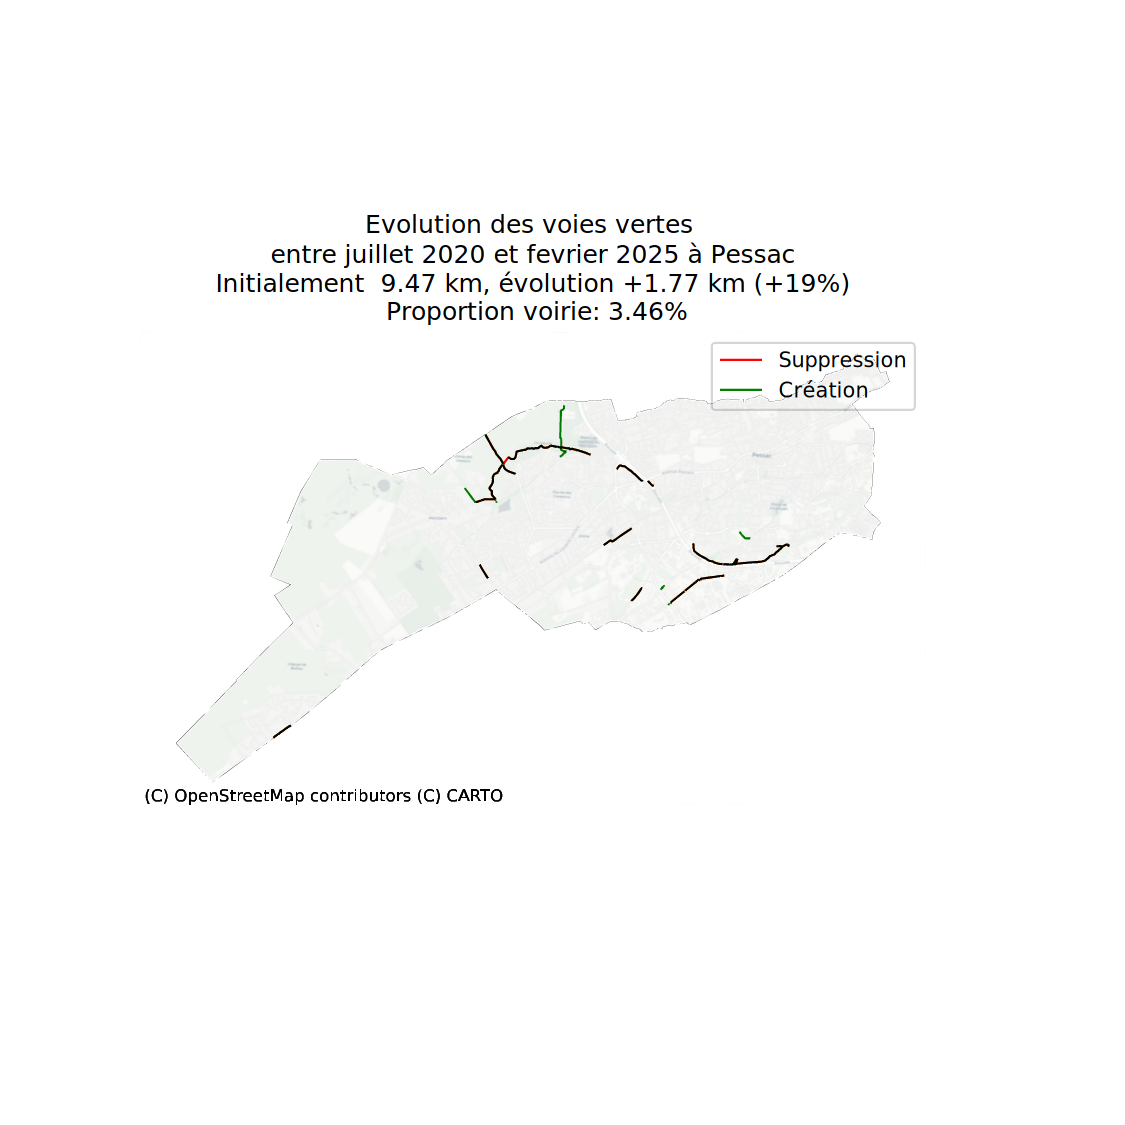 Evolution des voies vertes
entre juillet 2020 et fevrier 2025 à Pessac
Initialement  9.47 km, évolution +1.77 km (+19%)
Proportion voirie: 3.46%
Suppression
Création
Pessac
(C) OpenStreetMap contributors (C) CARTO